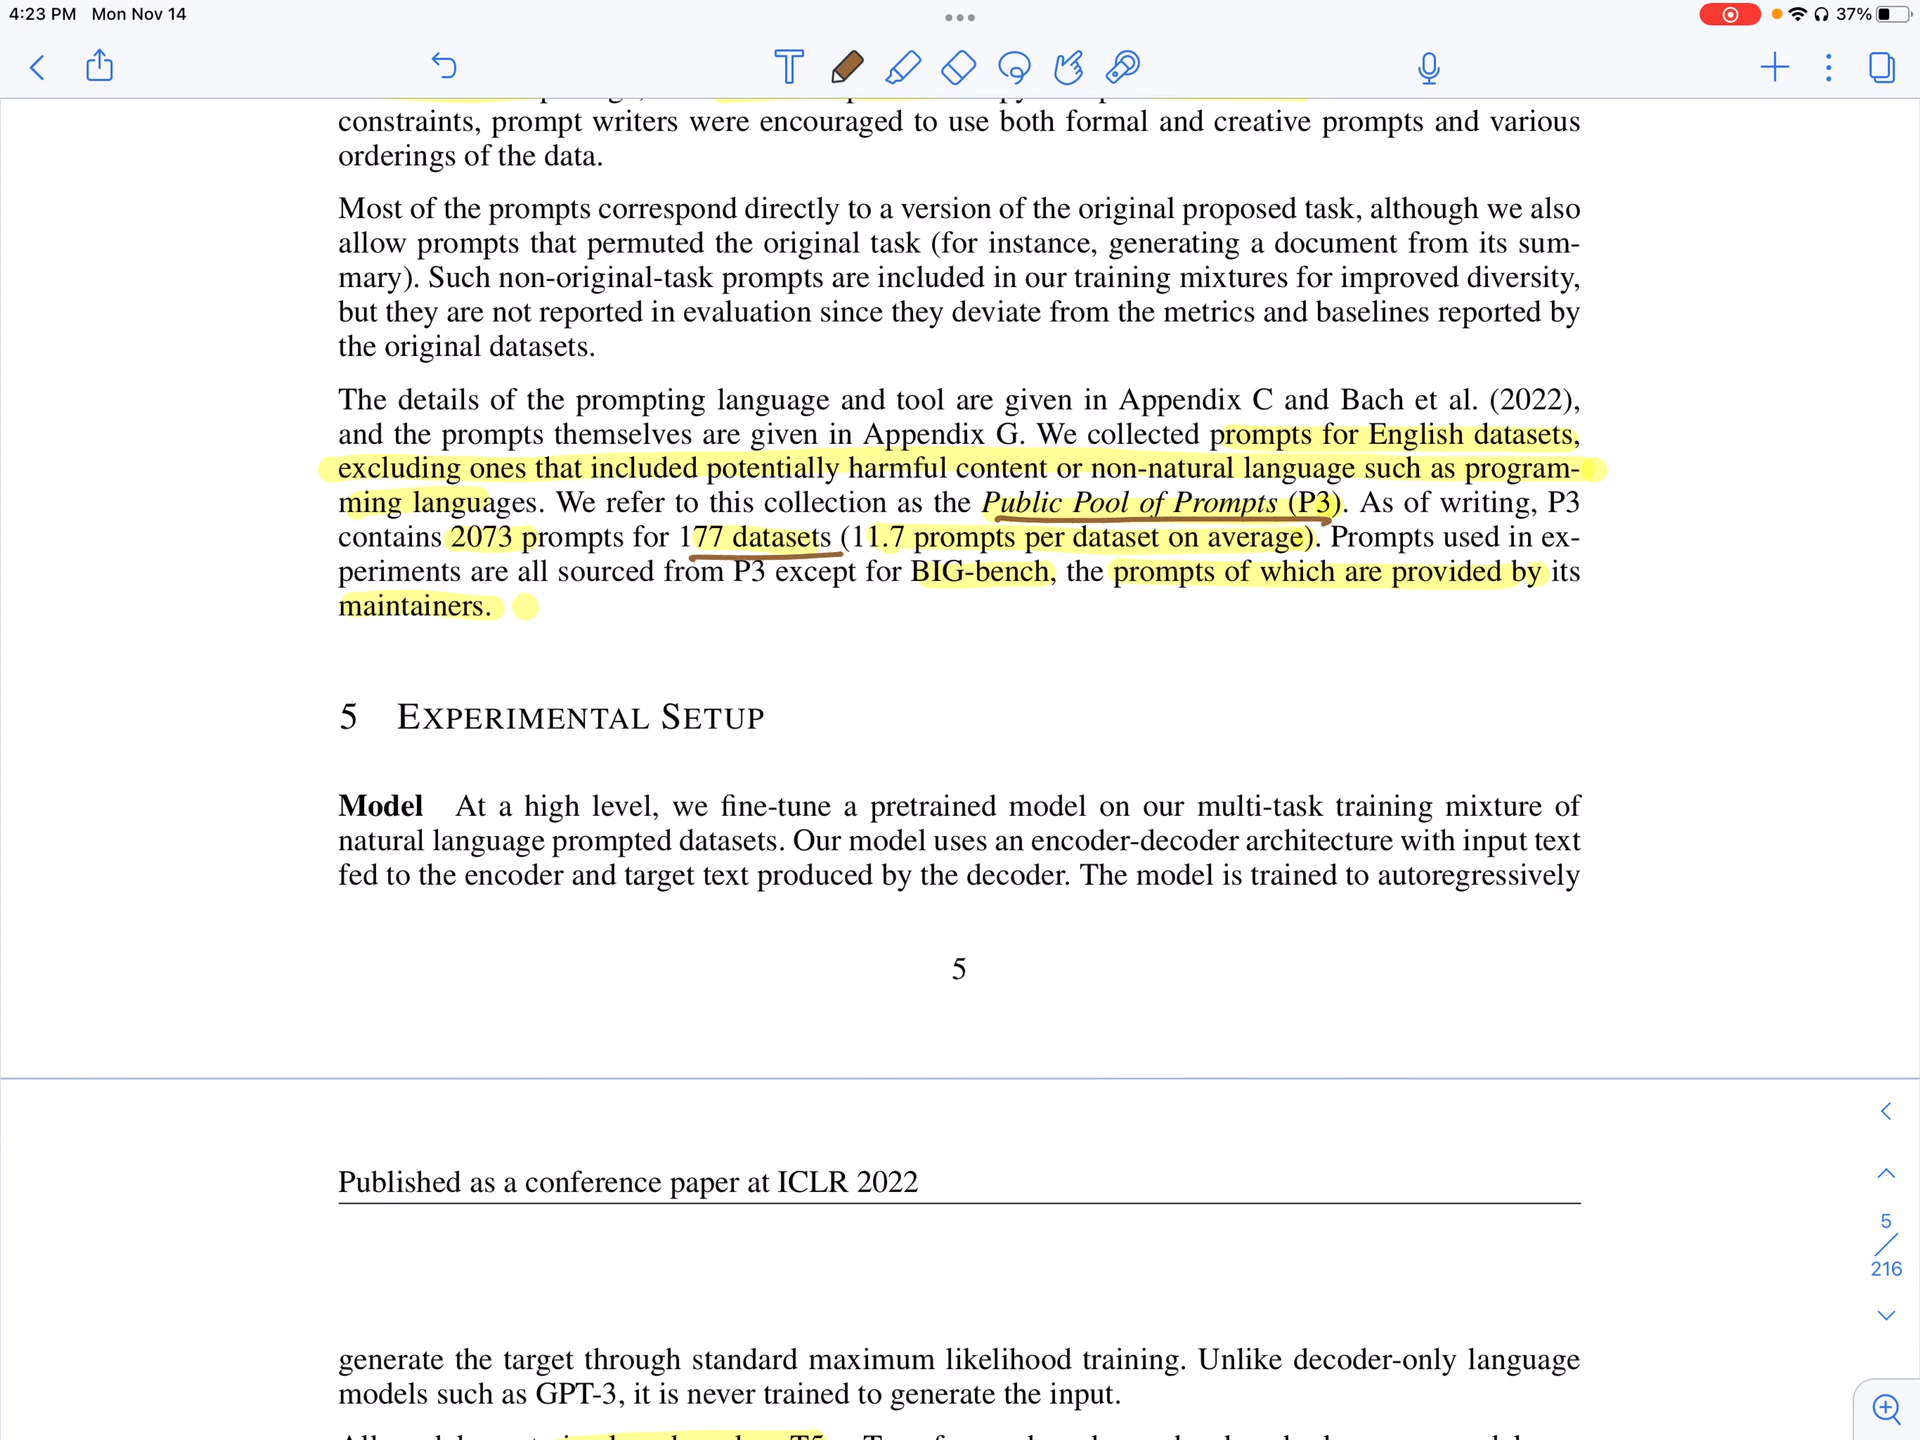 4:23 PM Mon Nov 14
37%
constraints, prompt writers were encouraged to use both formal and creative prompts and various
orderings of the data.
Most of the prompts correspond directly to a version of the original proposed task, although we also
allow prompts that permuted the original task (for instance, generating a document from its sum-
mary). Such non-original-task prompts are included in our training mixtures for improved diversity,
but they are not reported in evaluation since they deviate from the metrics and baselines reported by
the original datasets.
The details of the prompting language and tool are given in Appendix C and Bach et al. (2022),
and the prompts themselves are given in Appendix G. We collected prompts for English datasets,
excluding ones that included potentially harmful content or non-natural language such as program-
ming languages. We refer to this collection as the Public Pool of Prompts (P3). As of writing, P3
contains 2073 prompts for 177 datasets (11.7 prompts per dataset on average). Prompts used in ex-
periments are all sourced from P3 except for BIG-bench, the prompts of which are provided by its
maintainers.
5 EXPERIMENTAL SETUP
Model At a high level, we fine-tune a pretrained model on our multi-task training mixture of
natural language prompted datasets. Our model uses an encoder-decoder architecture with input text
fed to the encoder and target text produced by the decoder. The model is trained to autoregressively
5
Published as a conference paper at ICLR 2022
5
216
generate the target through standard maximum likelihood training. Unlike decoder-only language
models such as GPT-3, it is never trained to generate the input.